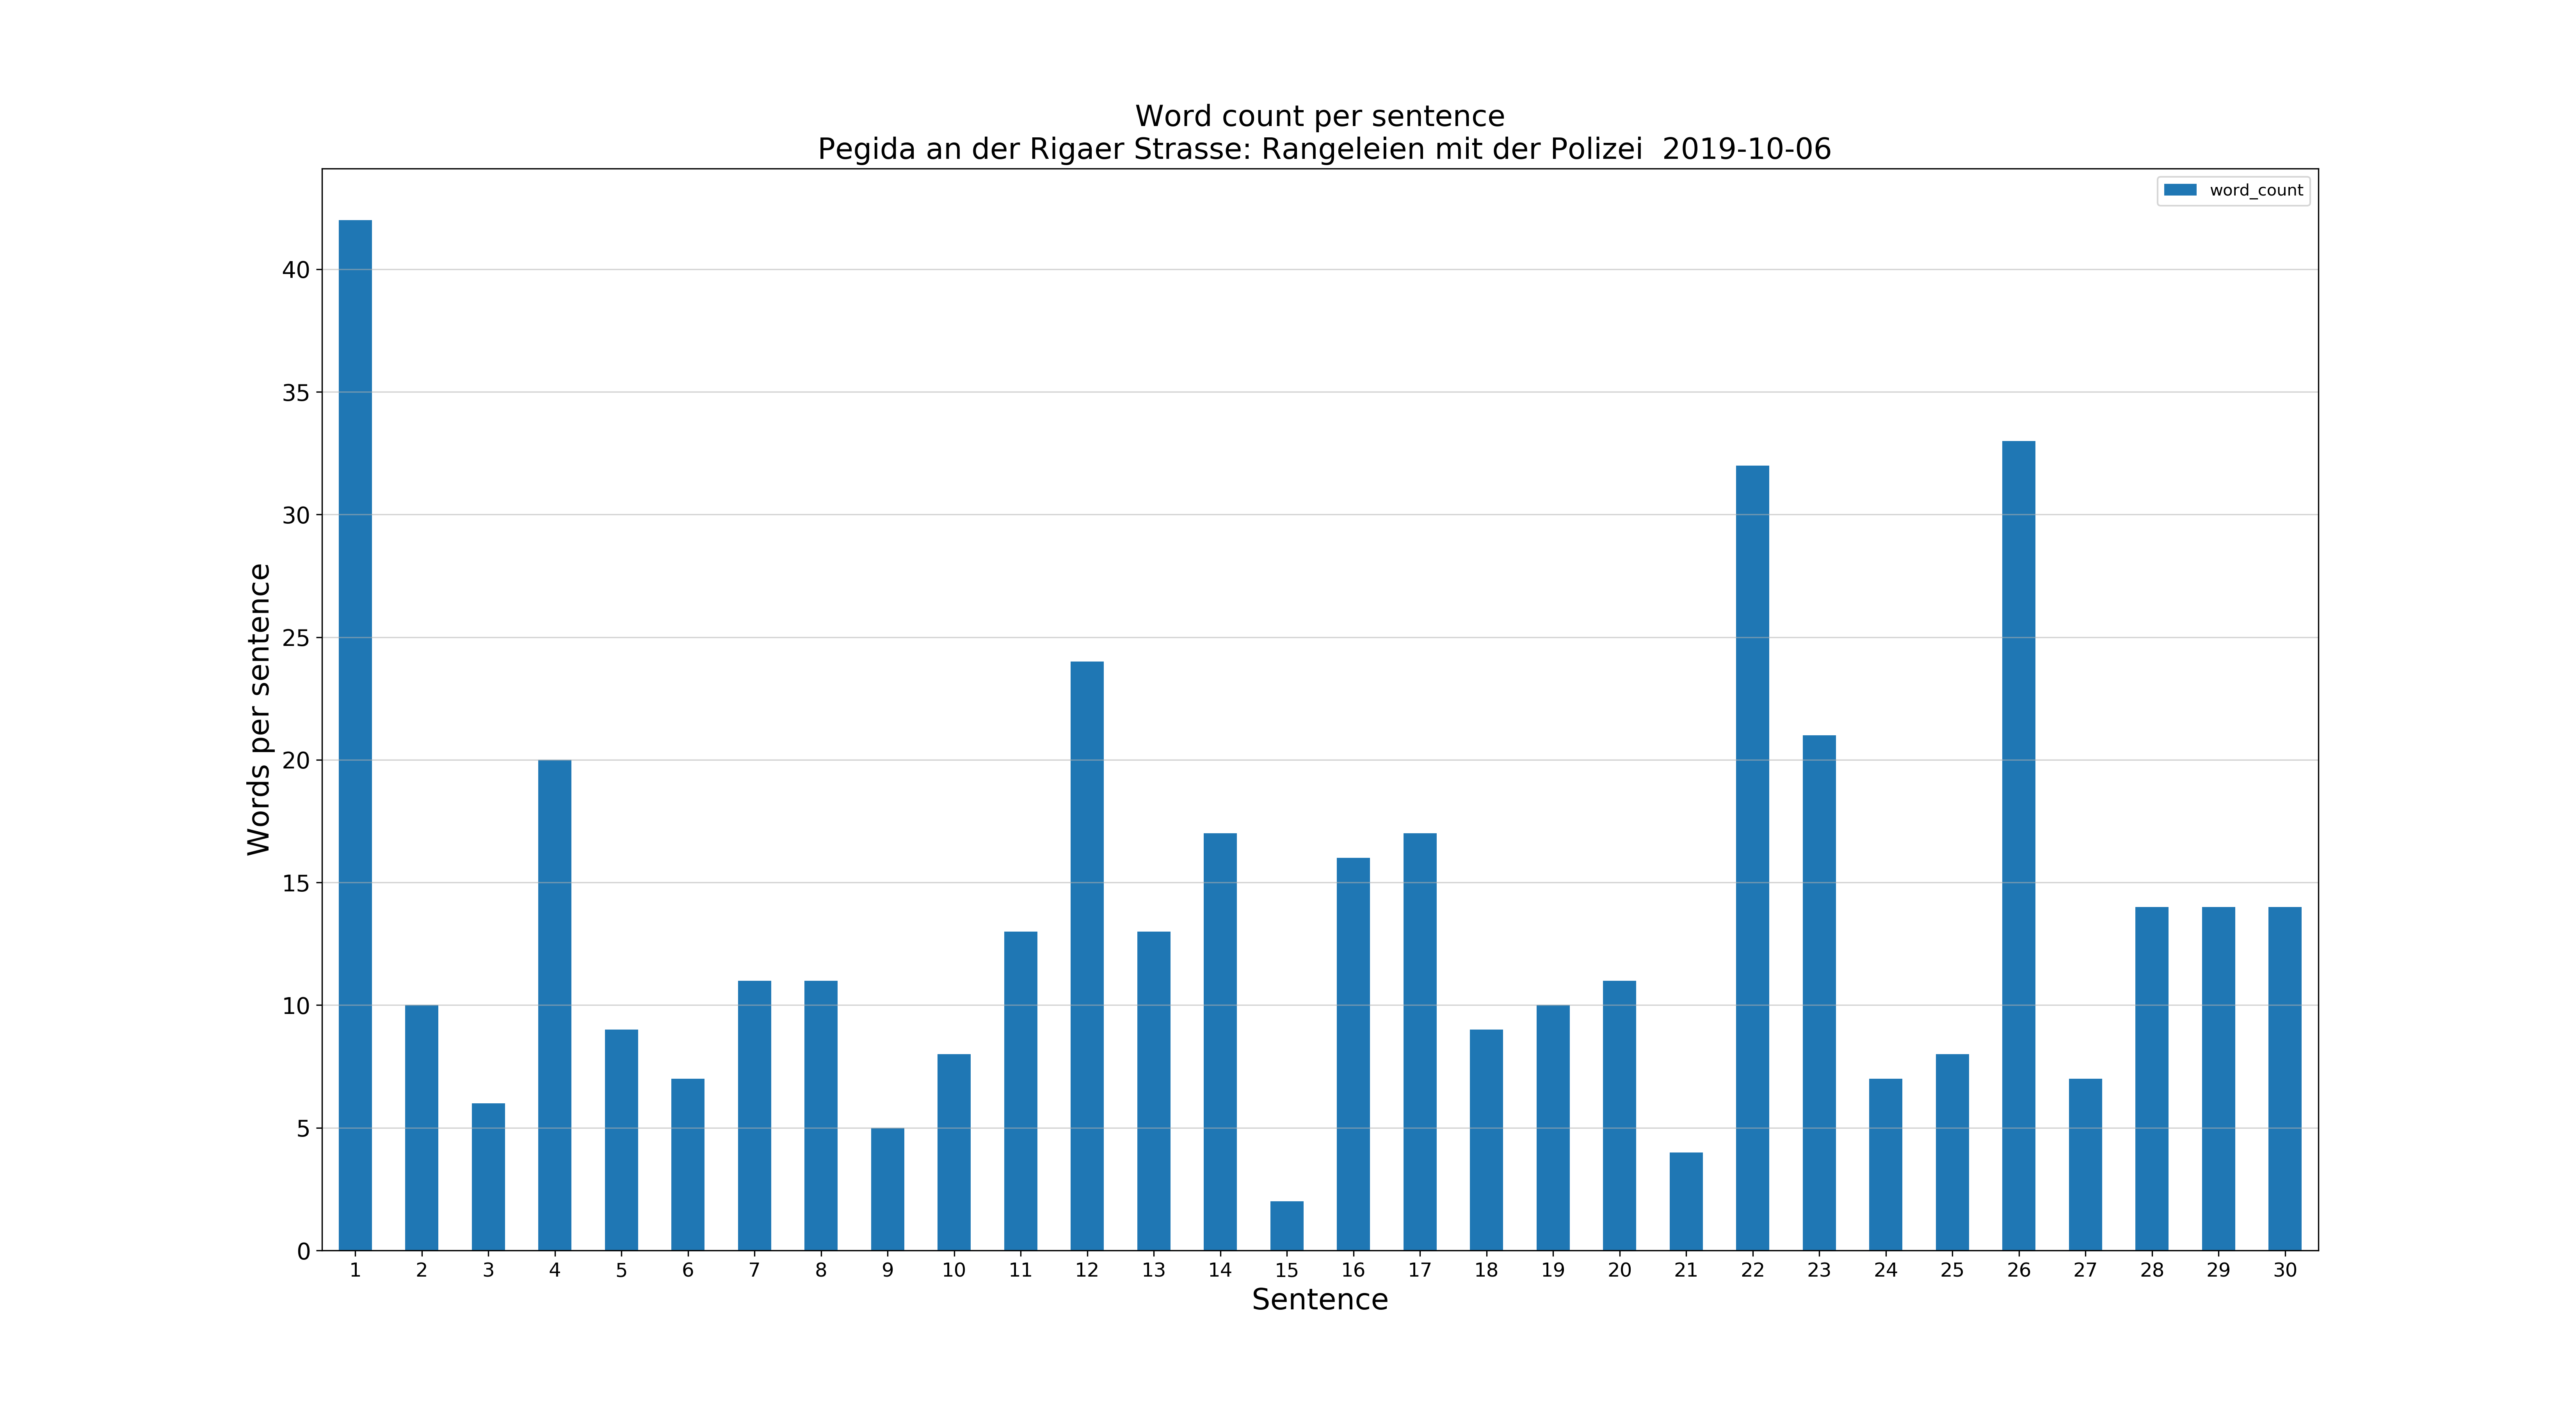 Word count per sentence
Pegida an der Rigaer Strasse: Rangeleien mit der Polizei  2019-10-06
word_count
40
35
30
25
20
15
10
5
0
Words per sentence
1 2 3 4 5 6 7 8 9 10 11 12 13 14 15 16 17 18 19 20 21 22 23 24 25 26 27 28 29 30
Sentence